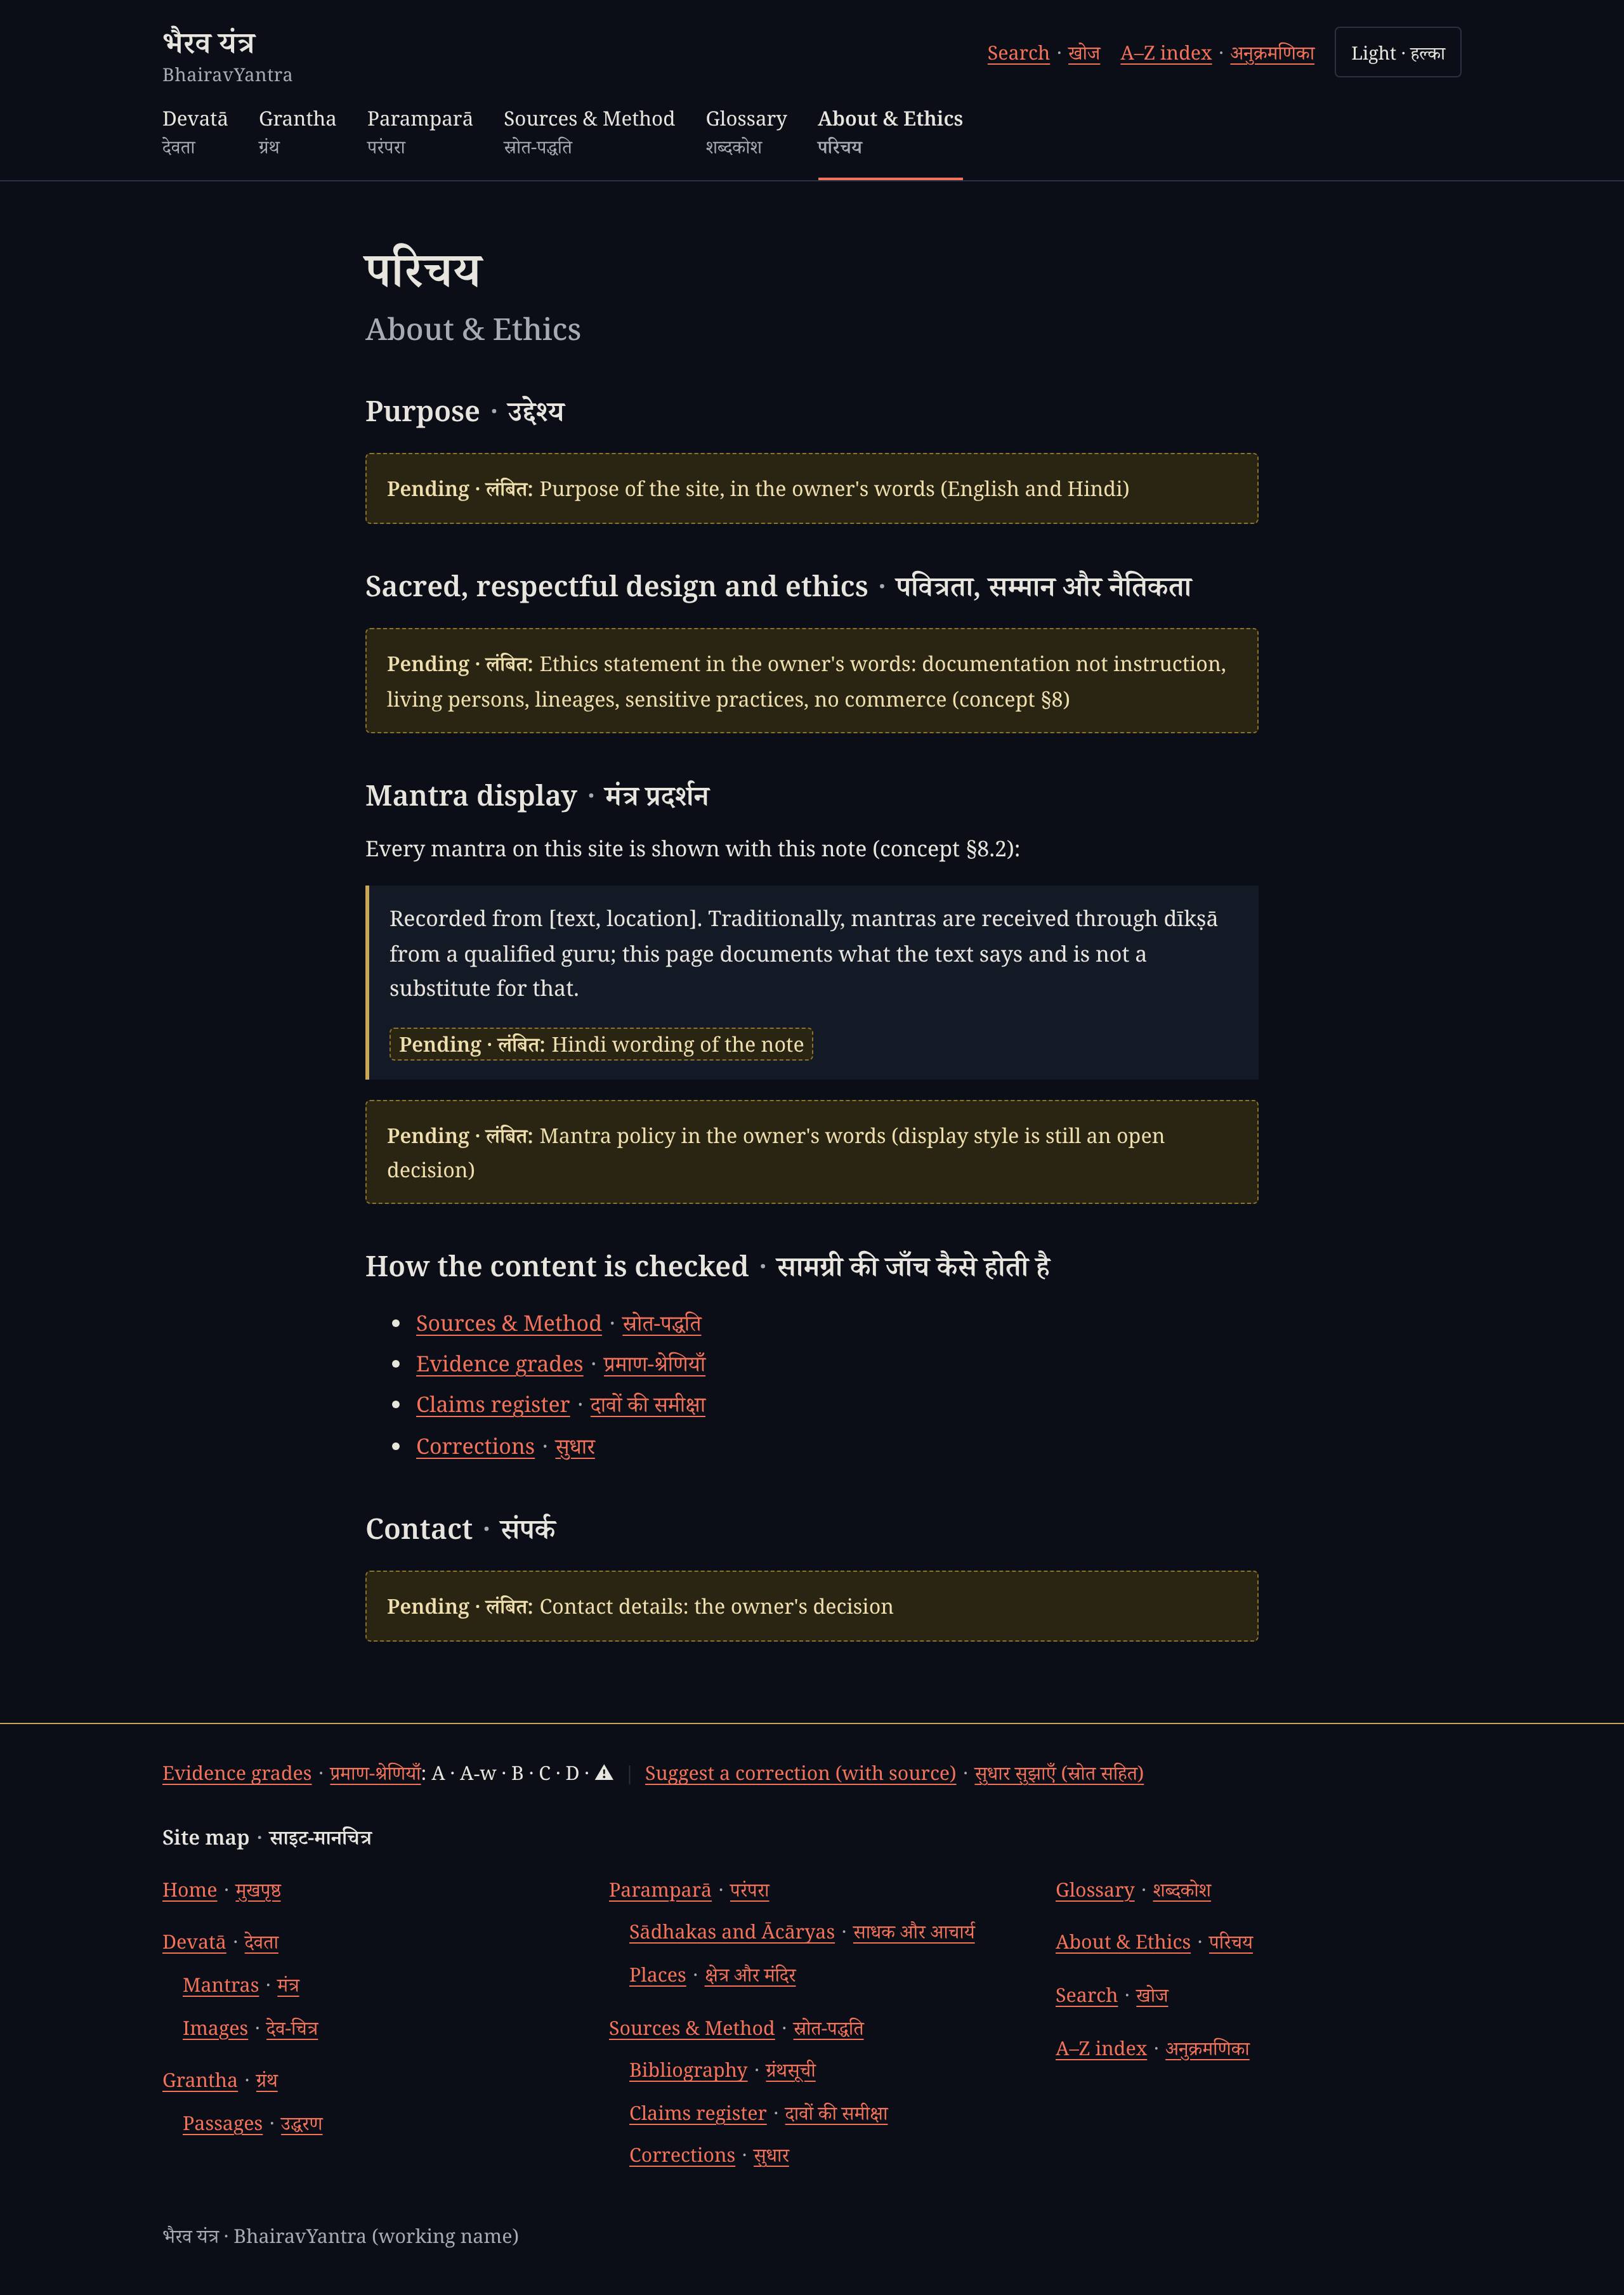 भैरव यंत्र
BhairavYantra
Search · खोज A–Z index · अनुक्रमणिका Light · हल्का
Devatā Grantha Paramparā Sources & Method Glossary About & Ethics
देवता ग्रंथ परंपरा स्रोत-पद्धति शब्दकोश परिचय
परिचय
About & Ethics
Purpose · उद्देश्य
Pending · लंबित: Purpose of the site, in the owner's words (English and Hindi)
Sacred, respectful design and ethics · पवित्रता, सम्मान और नैतिकता
Pending · लंबित: Ethics statement in the owner's words: documentation not instruction,
living persons, lineages, sensitive practices, no commerce (concept §8)
Mantra display · मंत्र प्रदर्शन
Every mantra on this site is shown with this note (concept §8.2):
Recorded from [text, location]. Traditionally, mantras are received through dīkṣā
from a qualified guru; this page documents what the text says and is not a
substitute for that.
Pending · लंबित: Hindi wording of the note
Pending · लंबित: Mantra policy in the owner's words (display style is still an open
decision)
How the content is checked · सामग्री की जाँच कैसे होती है
Sources & Method · स्रोत-पद्धति
Evidence grades · प्रमाण-श्रेणियाँ
Claims register · दावों की समीक्षा
Corrections · सुधार
Contact · संपर्क
Pending · लंबित: Contact details: the owner's decision
Evidence grades · प्रमाण-श्रेणियाँ: A · A-w · B · C · D · ⚠ | Suggest a correction (with source) · सुधार सुझाएँ (स्रोत सहित)
Site map · साइट-मानचित्र
Home · मुखपृष्ठ
Devatā · देवता
Mantras · मंत्र
Images · देव-चित्र
Grantha · ग्रंथ
Passages · उद्धरण
Paramparā · परंपरा
Sādhakas and Ācāryas · साधक और आचार्य
Places · क्षेत्र और मंदिर
Sources & Method · स्रोत-पद्धति
Bibliography · ग्रंथसूची
Claims register · दावों की समीक्षा
Corrections · सुधार
Glossary · शब्दकोश
About & Ethics · परिचय
Search · खोज
A–Z index · अनुक्रमणिका
भैरव यंत्र · BhairavYantra (working name)